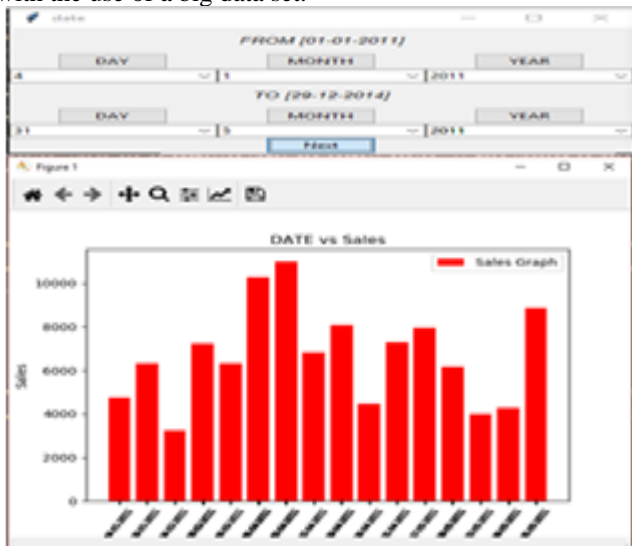 with the use of a big data set.
date
FROM [01-01-2011]
DAY MONTH YEAR
4 1 2011
TO [29-12-2014]
DAY MONTH YEAR
31 5 2011
Next
Figure 1
DATE vs Sales
Sales Graph
10000
8000
6000
4000
2000
0
Sales